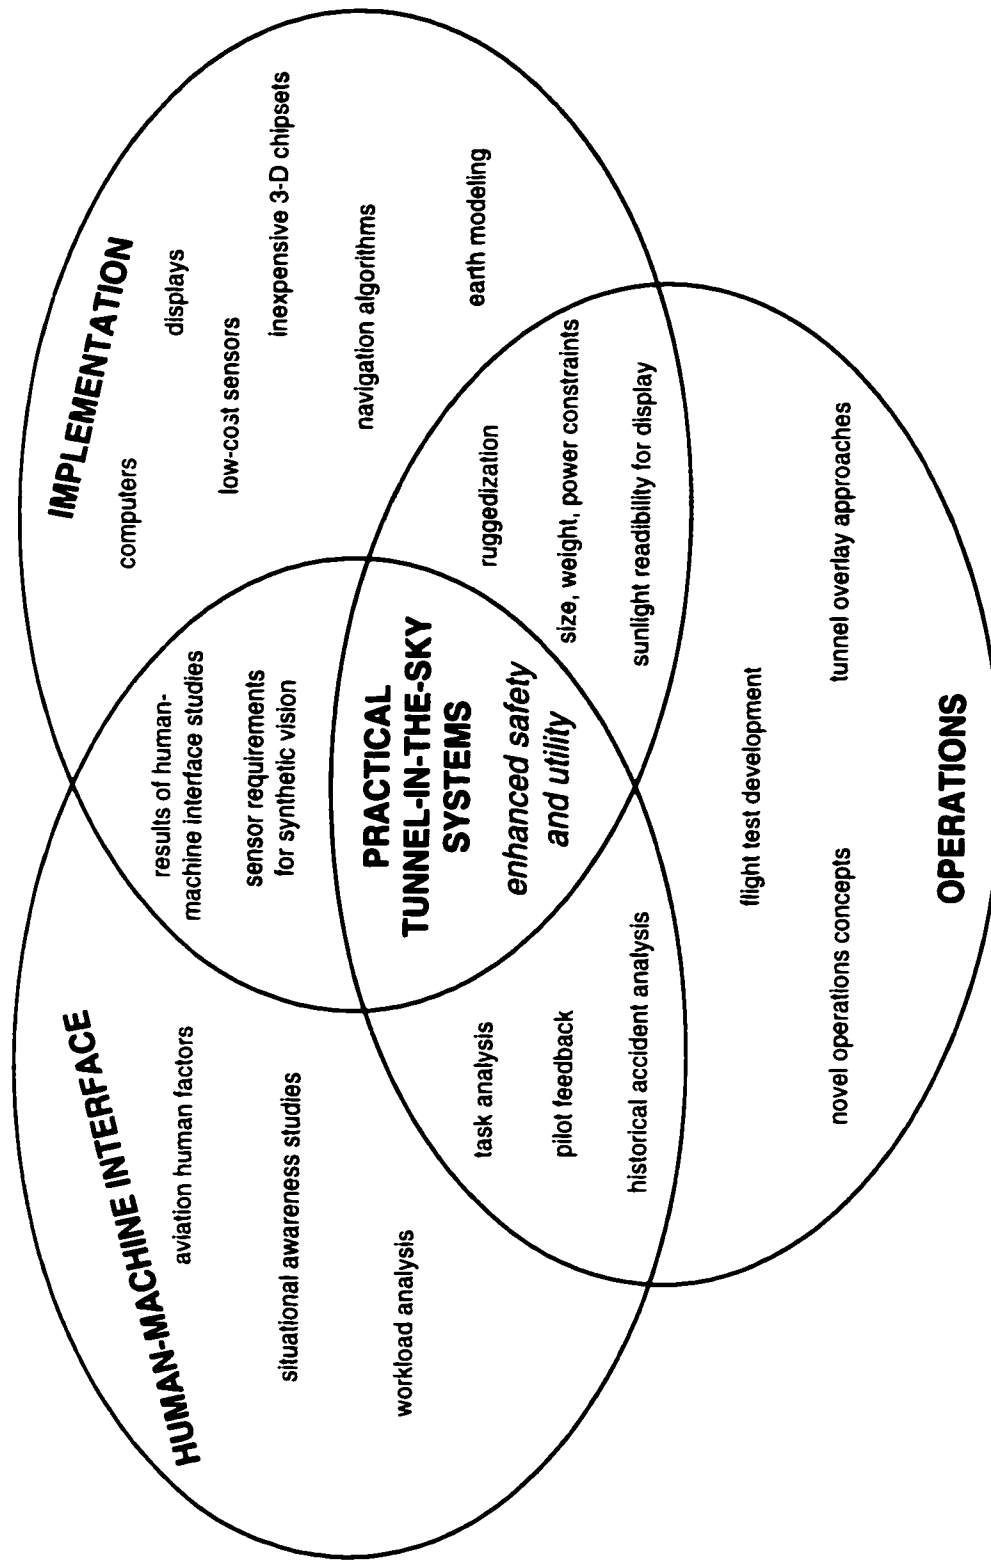 HUMAN-MACHINE INTERFACE
aviation human factors
situational awareness studies
workload analysis
results of human-
machine interface studies
sensor requirements
for synthetic vision
IMPLEMENTATION
computers
displays
low-cost sensors
inexpensive 3-D chipsets
navigation algorithms
earth modeling
PRACTICAL
TUNNEL-IN-THE-SKY
SYSTEMS
enhanced safety
and utility
task analysis
pilot feedback
historical accident analysis
ruggedization
size, weight, power constraints
sunlight readibility for display
flight test development
novel operations concepts
tunnel overlay approaches
OPERATIONS